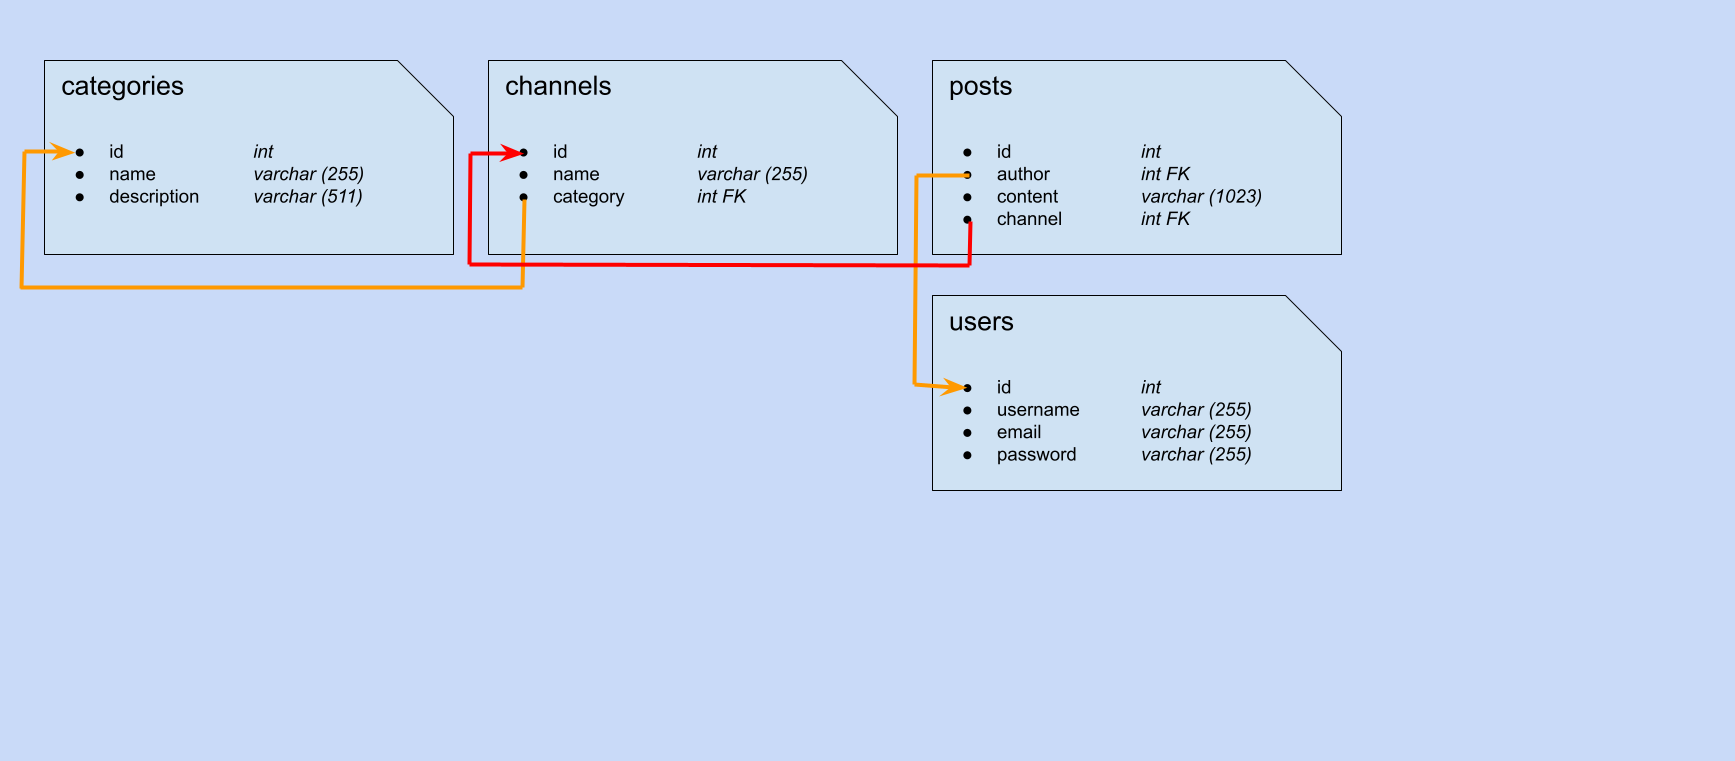 categories
id int
name varchar (255)
description varchar (511)
channels
id int
name varchar (255)
category int FK
posts
id int
author int FK
content varchar (1023)
channel int FK
users
id int
username varchar (255)
email varchar (255)
password varchar (255)